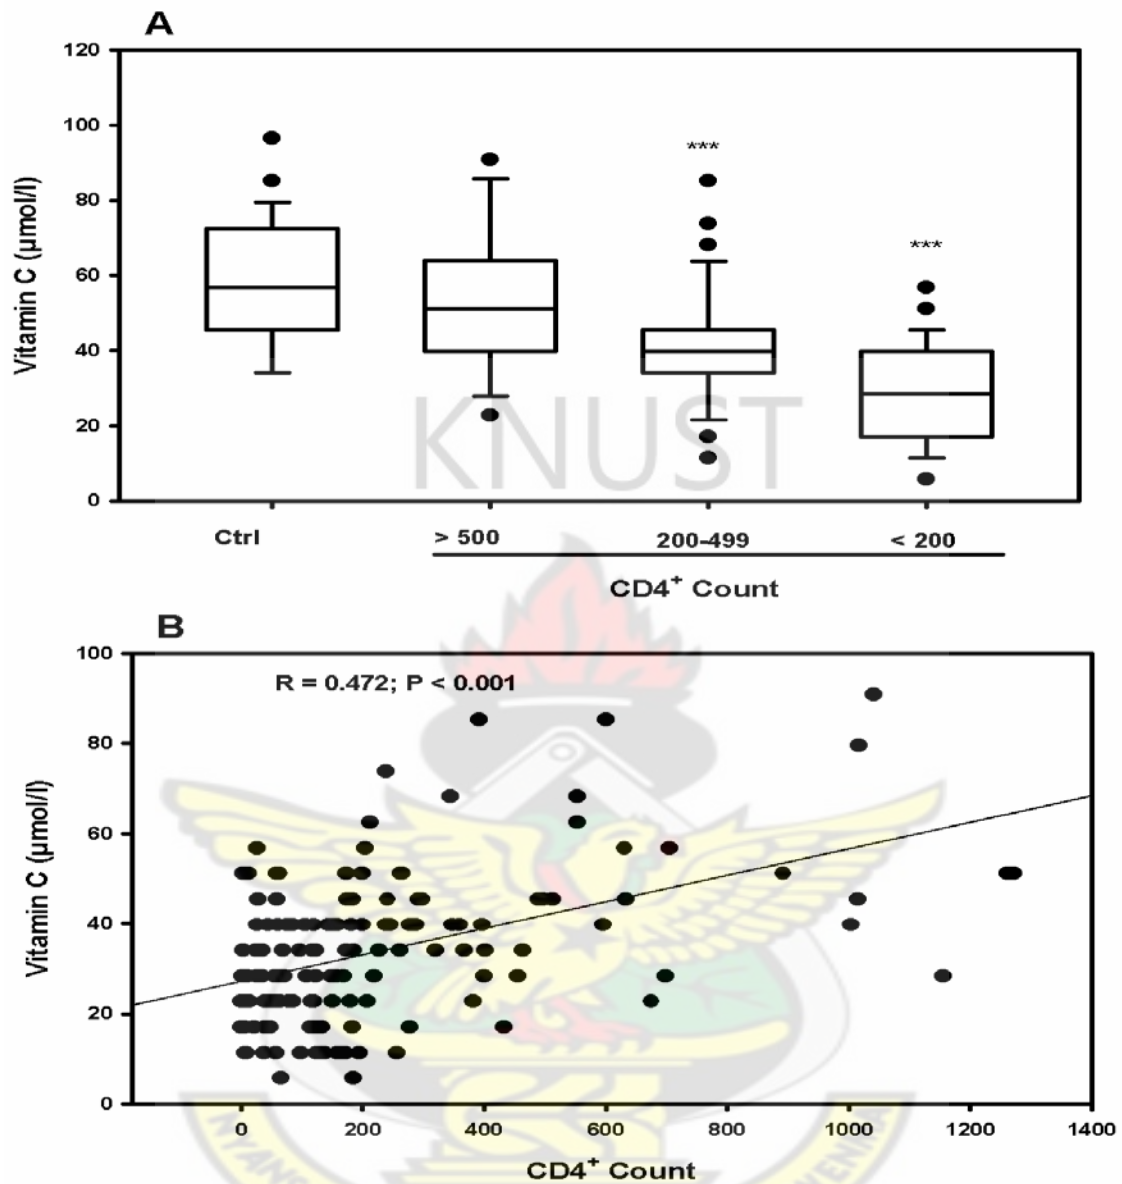 A
120
100
80
60
40
20
0
Vitamin C (µmol/l)
***
***
KNUST
Ctrl
> 500
200-499
< 200
CD4⁺ Count
B
R = 0.472; P < 0.001
100
80
60
40
20
0
Vitamin C (µmol/l)
0 200 400 600 800 1000 1200 1400
CD4⁺ Count